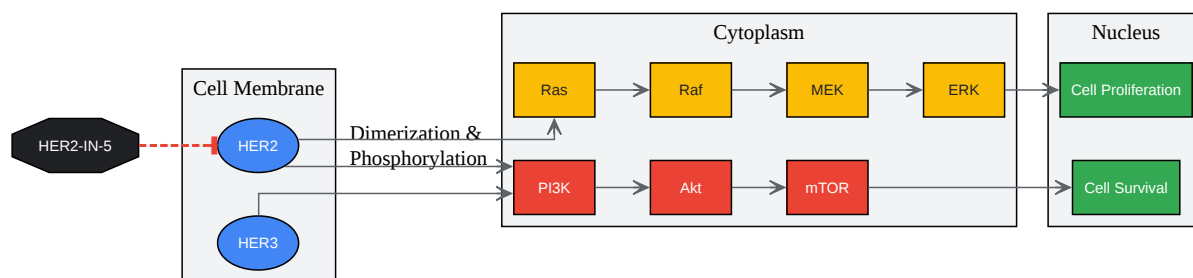 Cytoplasm
Nucleus
Cell Membrane
Ras
Raf
MEK
ERK
Cell Proliferation
HER2-IN-5
HER2
Dimerization &
Phosphorylation
PI3K
Akt
mTOR
Cell Survival
HER3